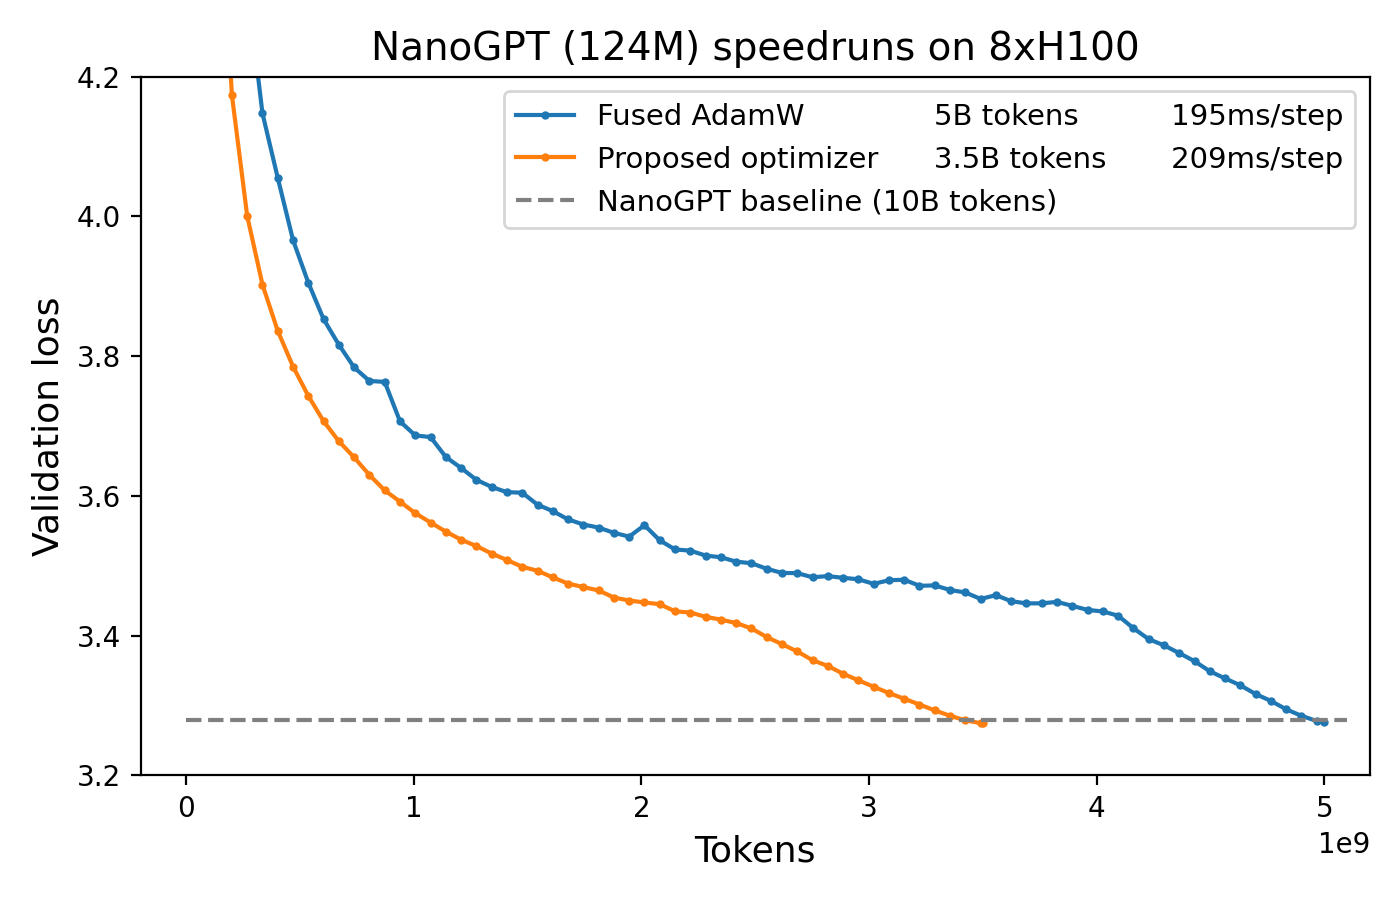 NanoGPT (124M) speedruns on 8xH100
Fused AdamW 5B tokens 195ms/step
Proposed optimizer 3.5B tokens 209ms/step
NanoGPT baseline (10B tokens)
Validation loss
4.2
4.0
3.8
3.6
3.4
3.2
0 1 2 3 4 5
1e9
Tokens